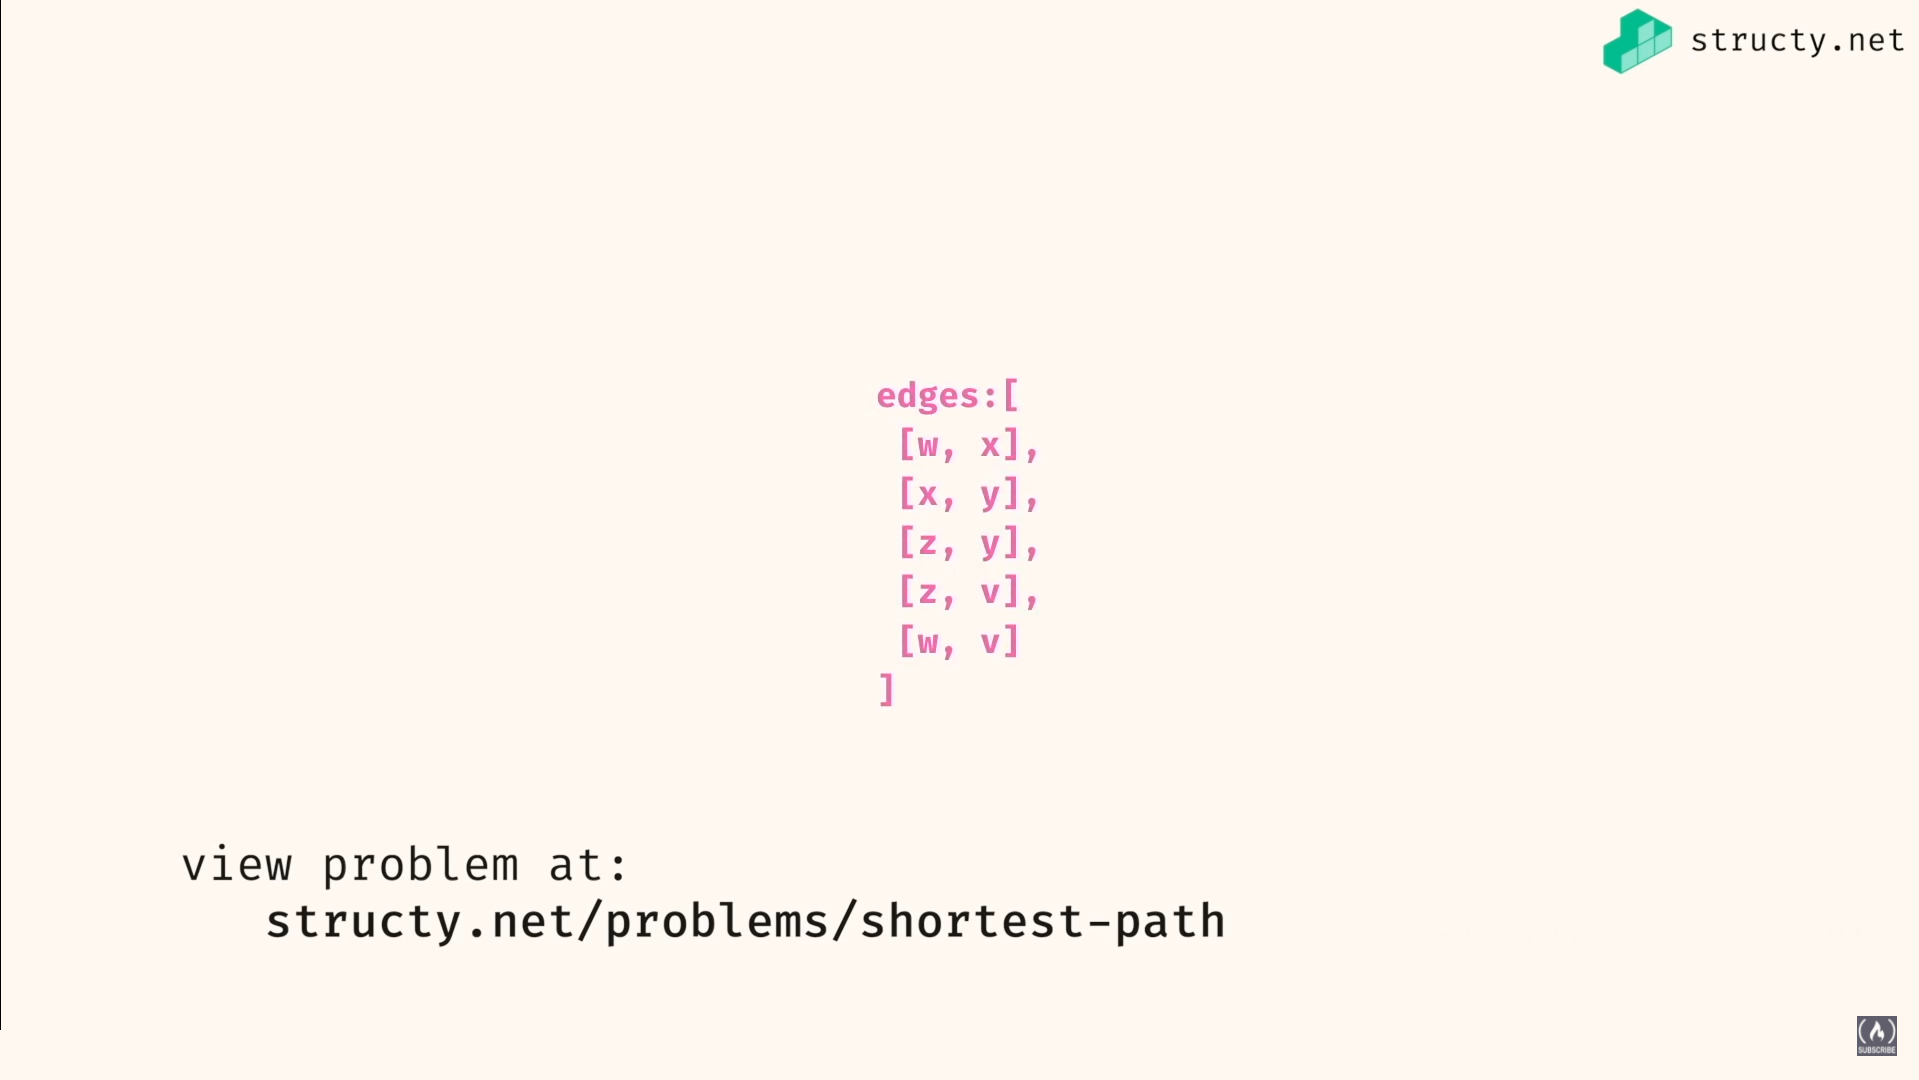 structy.net
edges:[
[w, x],
[x, y],
[z, y],
[z, v],
[w, v]
]
view problem at:
structy.net/problems/shortest-path
SUBSCRIBE